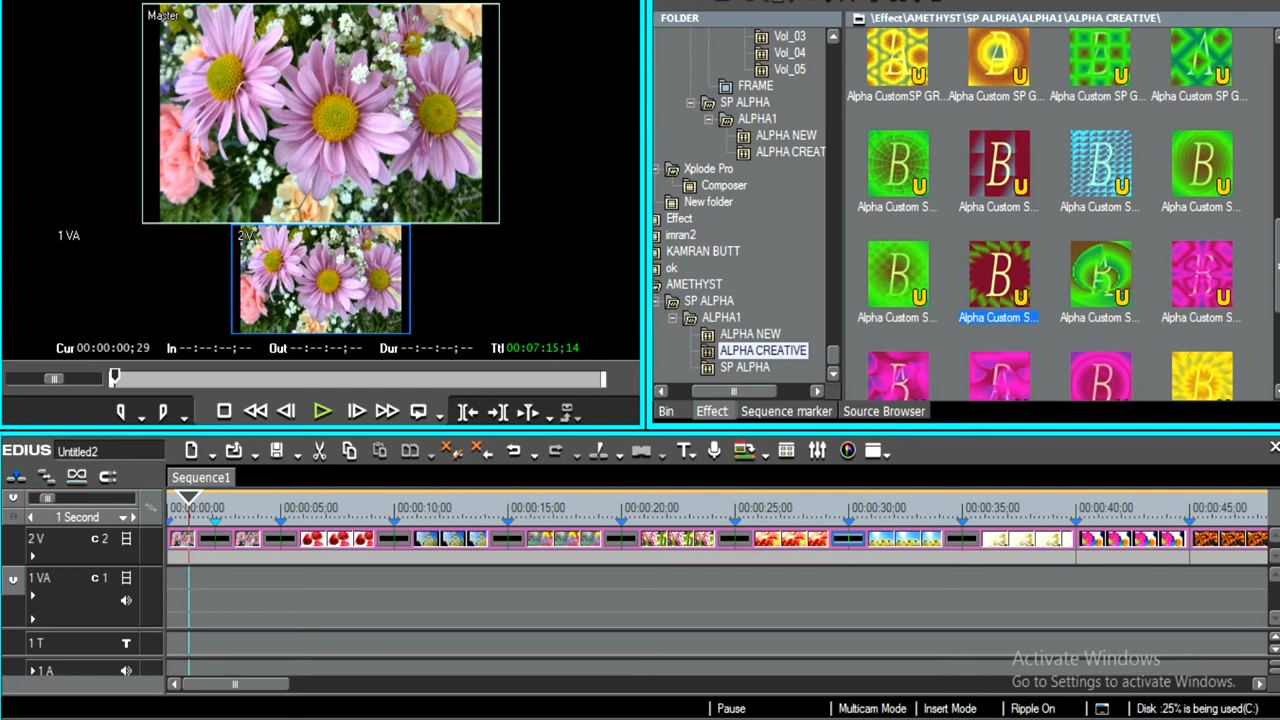 Master
1 VA
2 V
Cur 00:00:00;29 In --:--:--;-- Out --:--:--;-- Dur --:--:--;-- Ttl 00:07:15;14
FOLDER
Vol_03
Vol_04
Vol_05
FRAME
SP ALPHA
ALPHA1
ALPHA NEW
ALPHA CREAT
Xplode Pro
Composer
New folder
Effect
imran2
KAMRAN BUTT
ok
AMETHYST
SP ALPHA
ALPHA1
ALPHA NEW
ALPHA CREATIVE
SP ALPHA
\Effect\AMETHYST\SP ALPHA\ALPHA1\ALPHA CREATIVE\
Alpha CustomSP GR... Alpha Custom SP G... Alpha Custom SP G... Alpha Custom SP G...
Alpha Custom S... Alpha Custom S... Alpha Custom S... Alpha Custom S...
Alpha Custom S... Alpha Custom S... Alpha Custom S... Alpha Custom S...
Bin Effect Sequence marker Source Browser
EDIUS Untitled2
Sequence1
1 Second
00:00:00;00 00:00:05;00 00:00:10;00 00:00:15;00 00:00:20;00 00:00:25;00 00:00:30;00 00:00:35;00 00:00:40;00 00:00:45;00
2 V C 2
1 VA C 1
1 T T
1 A
Activate Windows
Go to Settings to activate Windows.
Pause Multicam Mode Insert Mode Ripple On Disk :25% is being used(C:)